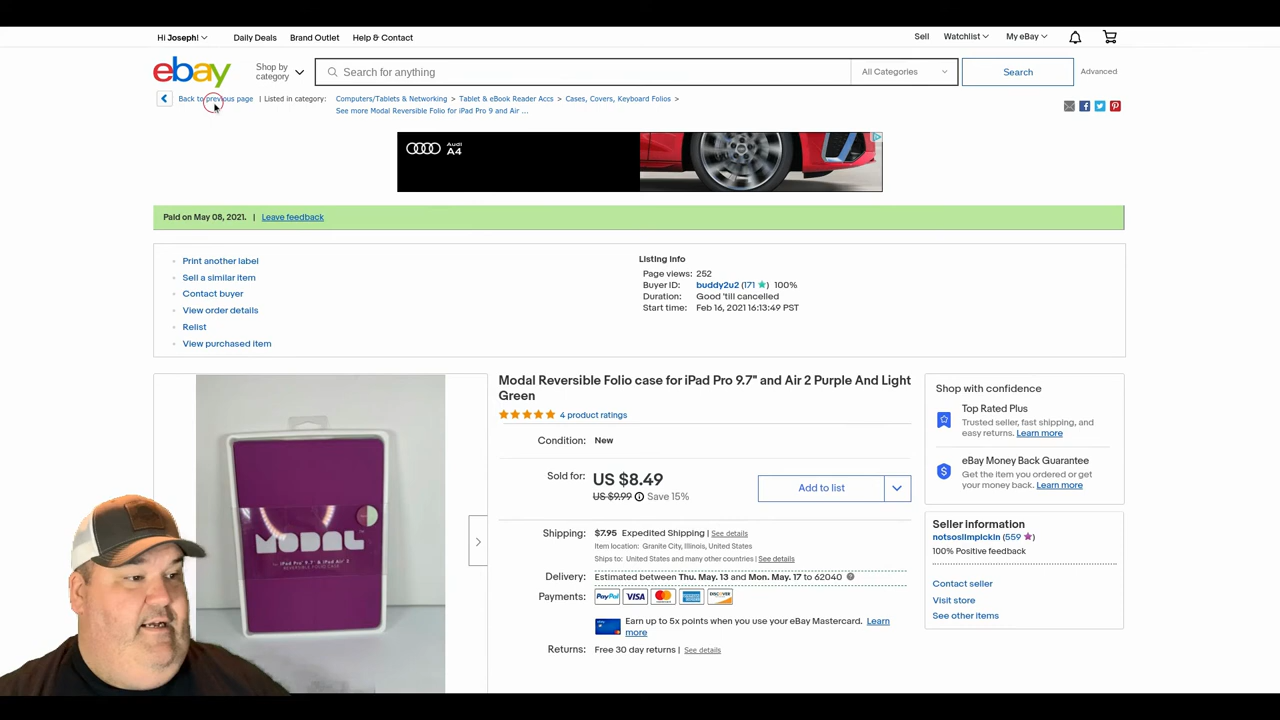 Hi Joseph! Daily Deals Brand Outlet Help & Contact Sell Watchlist My eBay
ebay Shop by category Search for anything All Categories Search Advanced
Back to previous page | Listed in category: Computers/Tablets & Networking > Tablet & eBook Reader Accs > Cases, Covers, Keyboard Folios >
See more Modal Reversible Folio for iPad Pro 9 and Air ...
Audi
A4
Paid on May 08, 2021. | Leave feedback
Print another label
Sell a similar item
Contact buyer
View order details
Relist
View purchased item
Listing info
Page views: 252
Buyer ID: buddy2u2 (171 ) 100%
Duration: Good 'till cancelled
Start time: Feb 16, 2021 16:13:49 PST
MODAL
iPad Pro 9.7" & iPad Air 2
REVERSIBLE FOLIO CASE
Modal Reversible Folio case for iPad Pro 9.7" and Air 2 Purple And Light
Green
4 product ratings
Condition: New
Sold for: US $8.49
US $9.99 Save 15%
Add to list
Shipping: $7.95 Expedited Shipping | See details
Item location: Granite City, Illinois, United States
Ships to: United States and many other countries | See details
Delivery: Estimated between Thu. May. 13 and Mon. May. 17 to 62040
Payments: PayPal VISA DISCOVER
Earn up to 5x points when you use your eBay Mastercard. Learn
more
Returns: Free 30 day returns | See details
Shop with confidence
Top Rated Plus
Trusted seller, fast shipping, and
easy returns. Learn more
eBay Money Back Guarantee
Get the item you ordered or get
your money back. Learn more
Seller information
notsoslimpickin (559 )
100% Positive feedback
Contact seller
Visit store
See other items